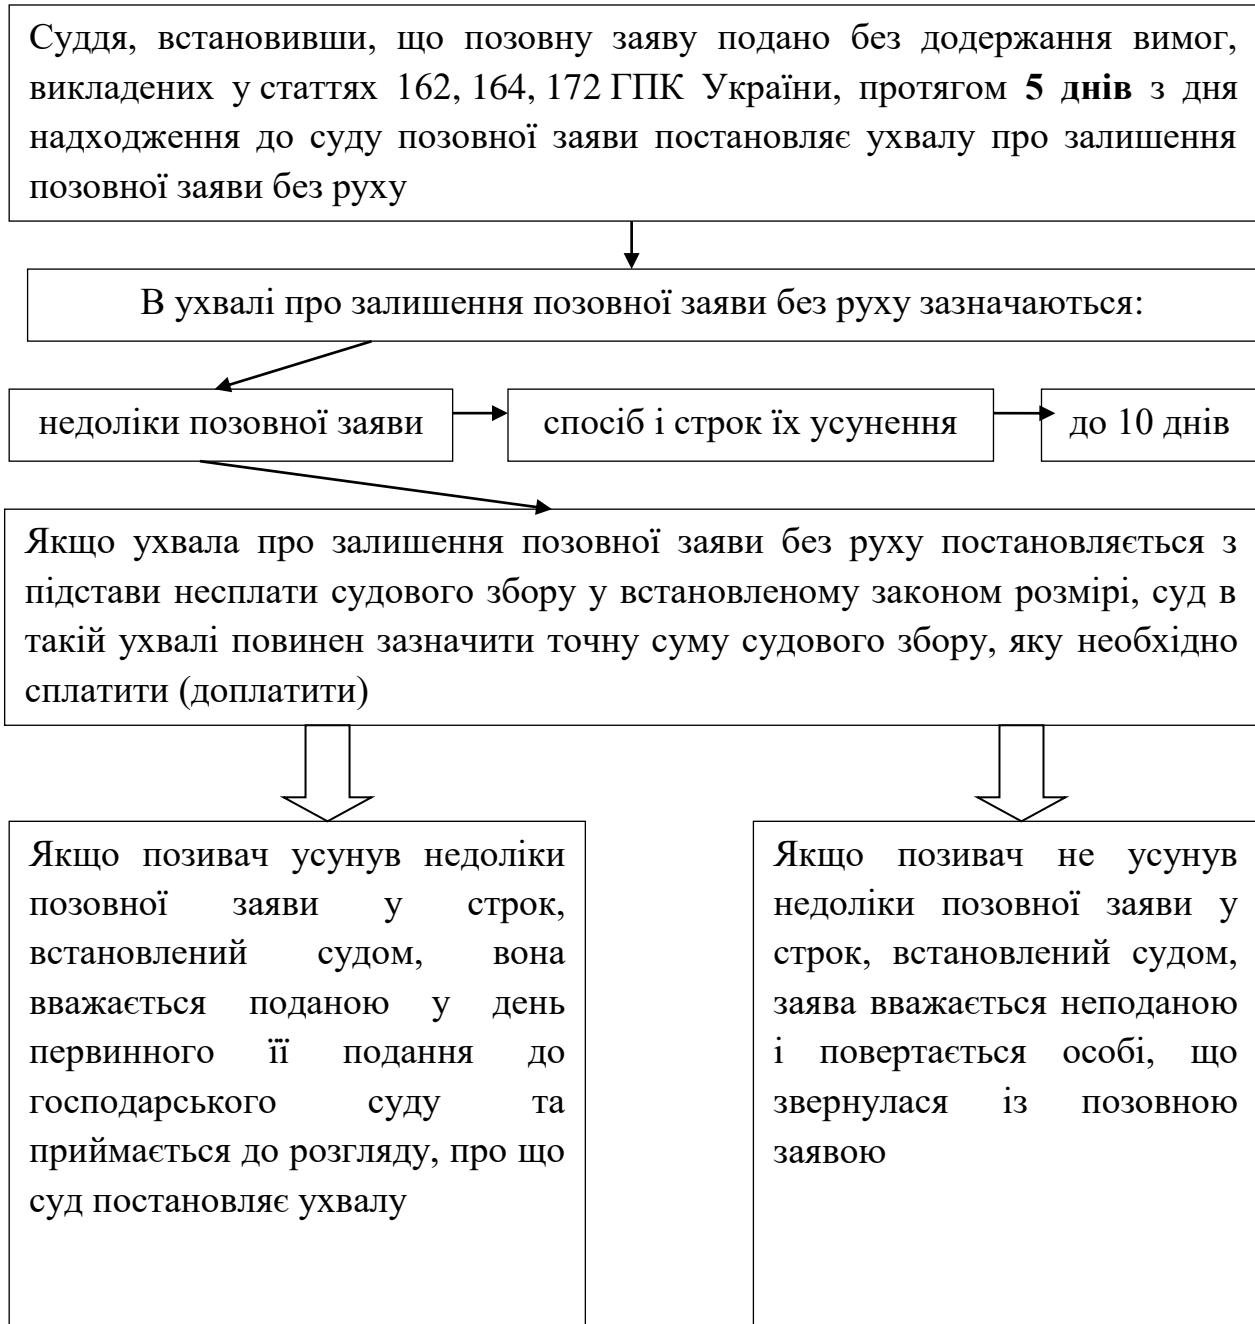 Суддя, встановивши, що позовну заяву подано без додержання вимог,
викладених у статтях 162, 164, 172 ГПК України, протягом 5 днів з дня
надходження до суду позовної заяви постановляє ухвалу про залишення
позовної заяви без руху
В ухвалі про залишення позовної заяви без руху зазначаються:
недоліки позовної заяви
спосіб і строк їх усунення
до 10 днів
Якщо ухвала про залишення позовної заяви без руху постановляється з
підстави несплати судового збору у встановленому законом розмірі, суд в
такій ухвалі повинен зазначити точну суму судового збору, яку необхідно
сплатити (доплатити)
Якщо позивач усунув недоліки
позовної заяви у строк,
встановлений судом, вона
вважається поданою у день
первинного її подання до
господарського суду та
приймається до розгляду, про що
суд постановляє ухвалу
Якщо позивач не усунув
недоліки позовної заяви у
строк, встановлений судом,
заява вважається неподаною
і повертається особі, що
звернулася із позовною
заявою